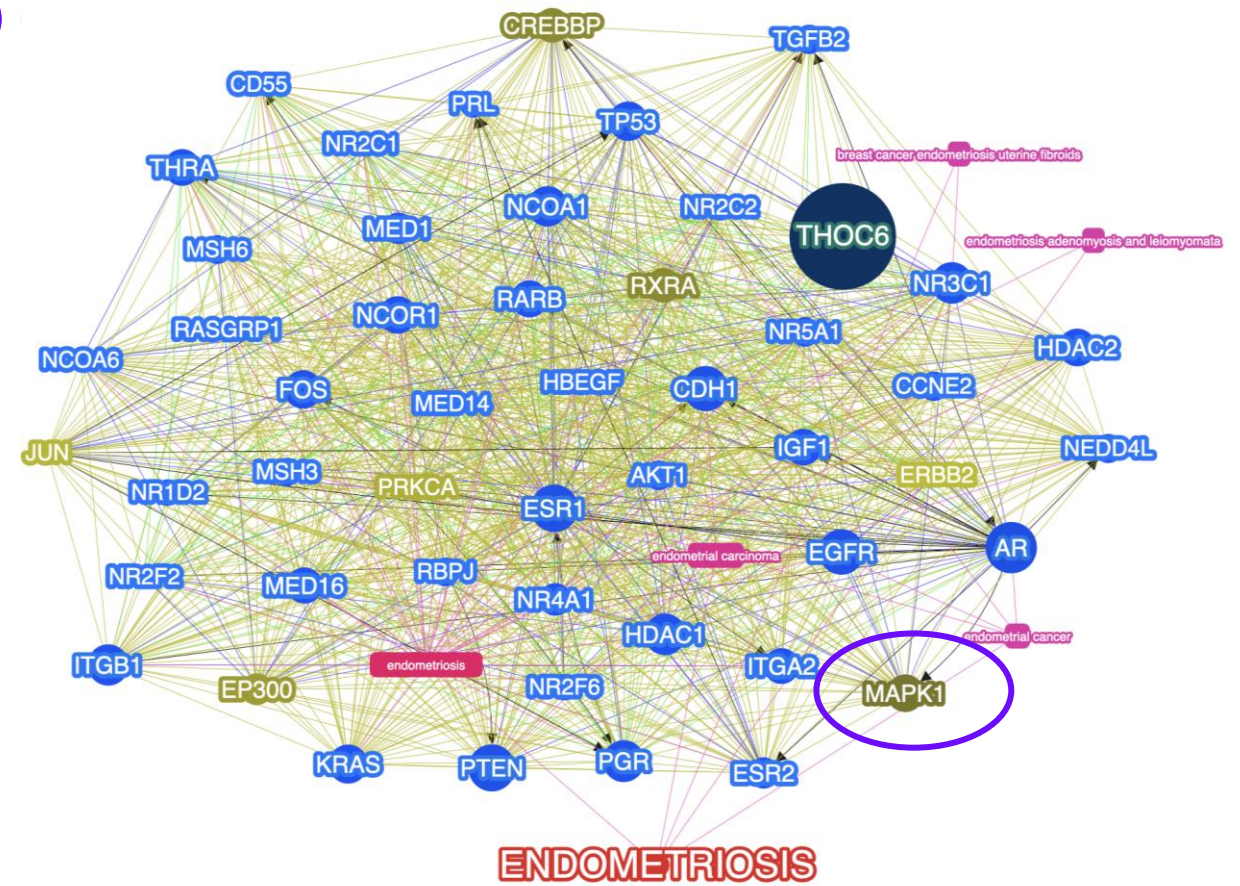 CREBBP
TGFB2
CD55
PRL
TP53
NR2C1
breast cancer endometriosis uterine fibroids
THRA
NCOA1
NR2C2
MED1
THOC6
MSH6
endometriosis adenomyosis and leiomyomata
RXRA
NR3C1
RARB
NCOR1
RASGRP1
NR5A1
HDAC2
NCOA6
HBEGF
CCNE2
FOS
CDH1
MED14
IGF1
NEDD4L
JUN
MSH3
AKT1
ERBB2
PRKCA
NR1D2
ESR1
AR
endometrial carcinoma
EGFR
RBPJ
NR2F2
MED16
NR4A1
HDAC1
endometrial cancer
ITGB1
endometriosis
ITGA2
EP300
NR2F6
MAPK1
KRAS
PTEN
PGR
ESR2
ENDOMETRIOSIS